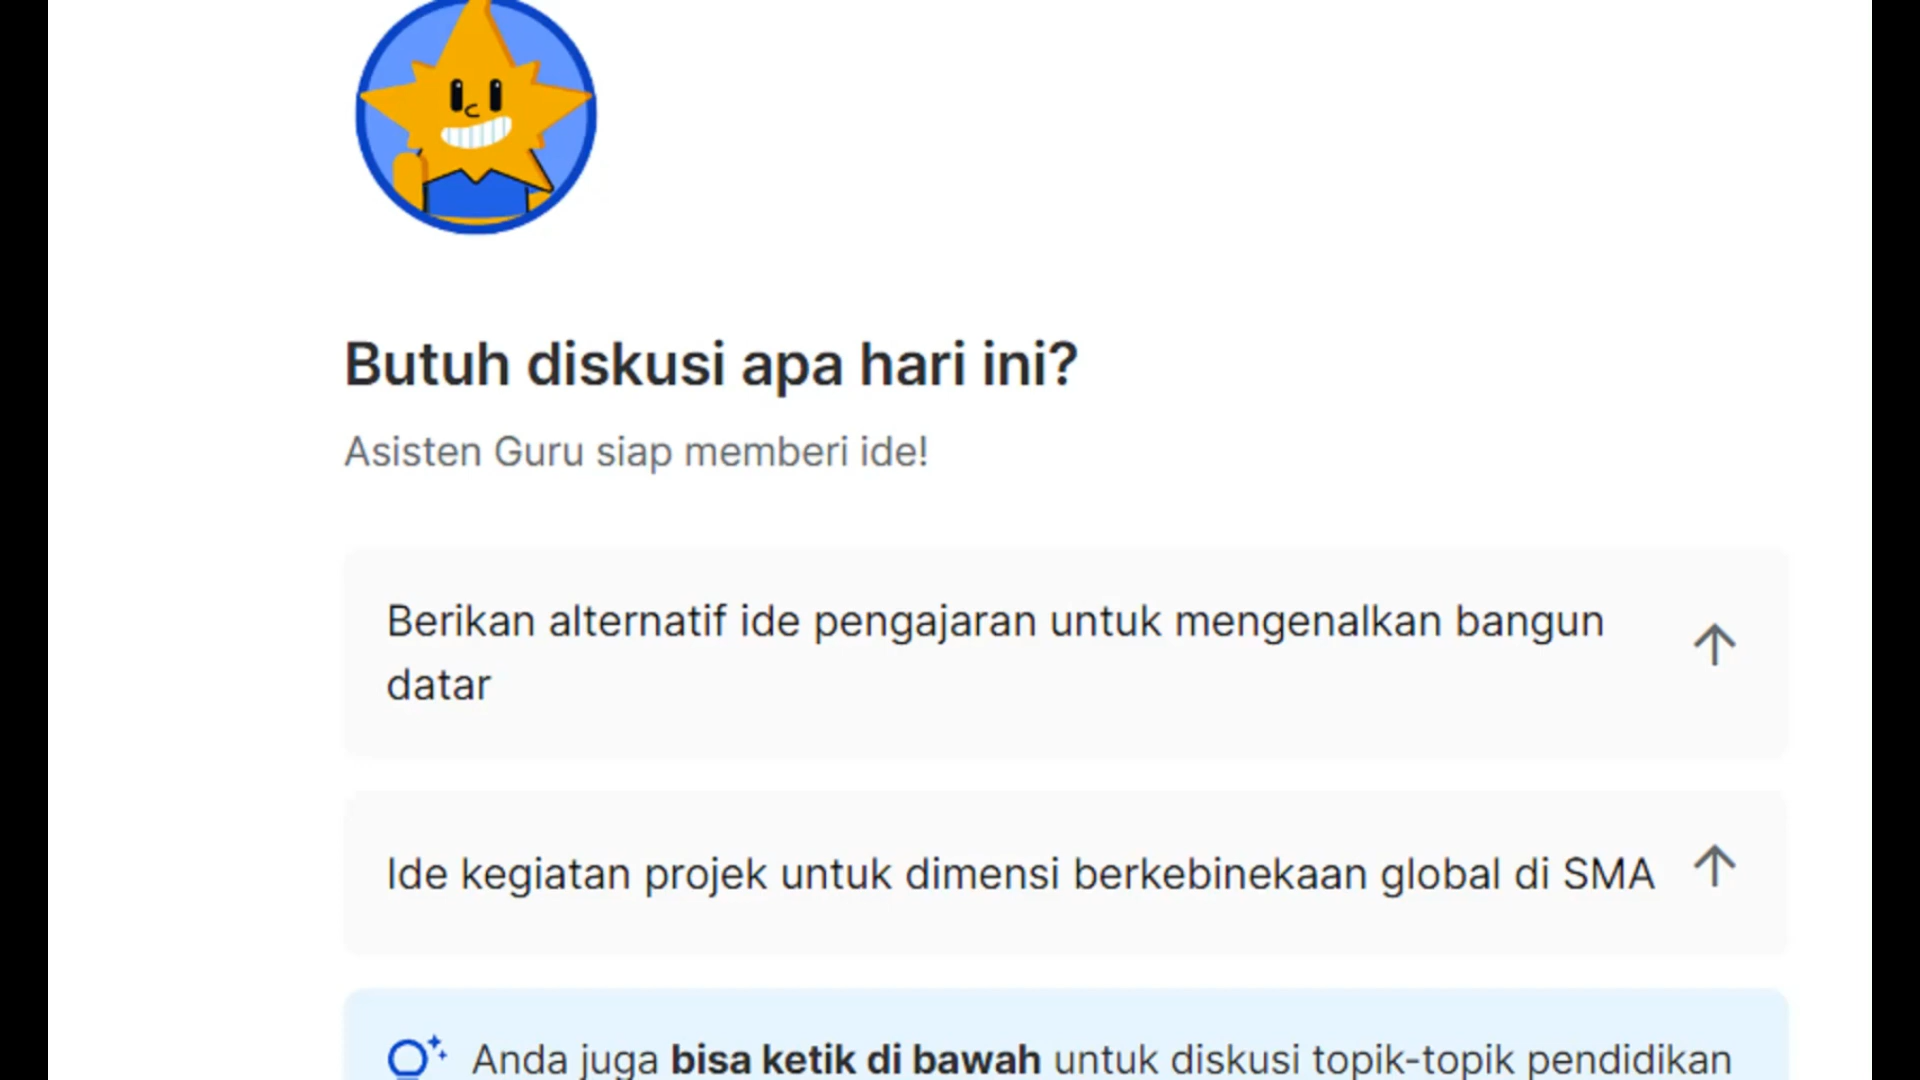 Butuh diskusi apa hari ini?
Asisten Guru siap memberi ide!
Berikan alternatif ide pengajaran untuk mengenalkan bangun
datar
Ide kegiatan projek untuk dimensi berkebinekaan global di SMA
Anda juga bisa ketik di bawah untuk diskusi topik-topik pendidikan